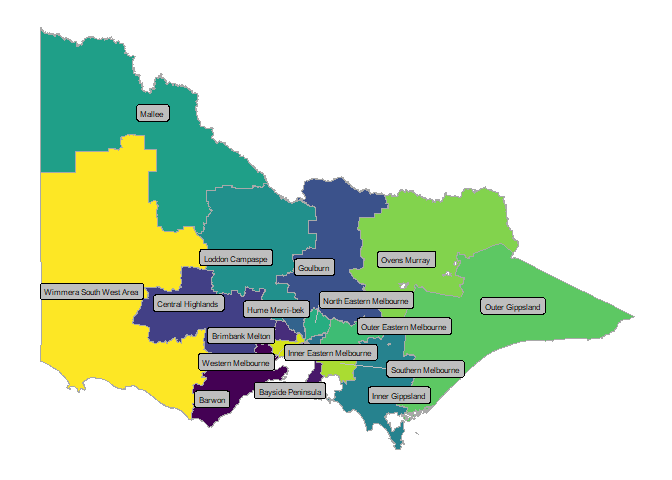 Mallee
Loddon Campaspe
Goulburn
Ovens Murray
Wimmera South West Area
Central Highlands
North Eastern Melbourne
Outer Gippsland
Hume Merri-bek
Outer Eastern Melbourne
Brimbank Melton
Inner Eastern Melbourne
Western Melbourne
Southern Melbourne
Bayside Peninsula
Inner Gippsland
Barwon